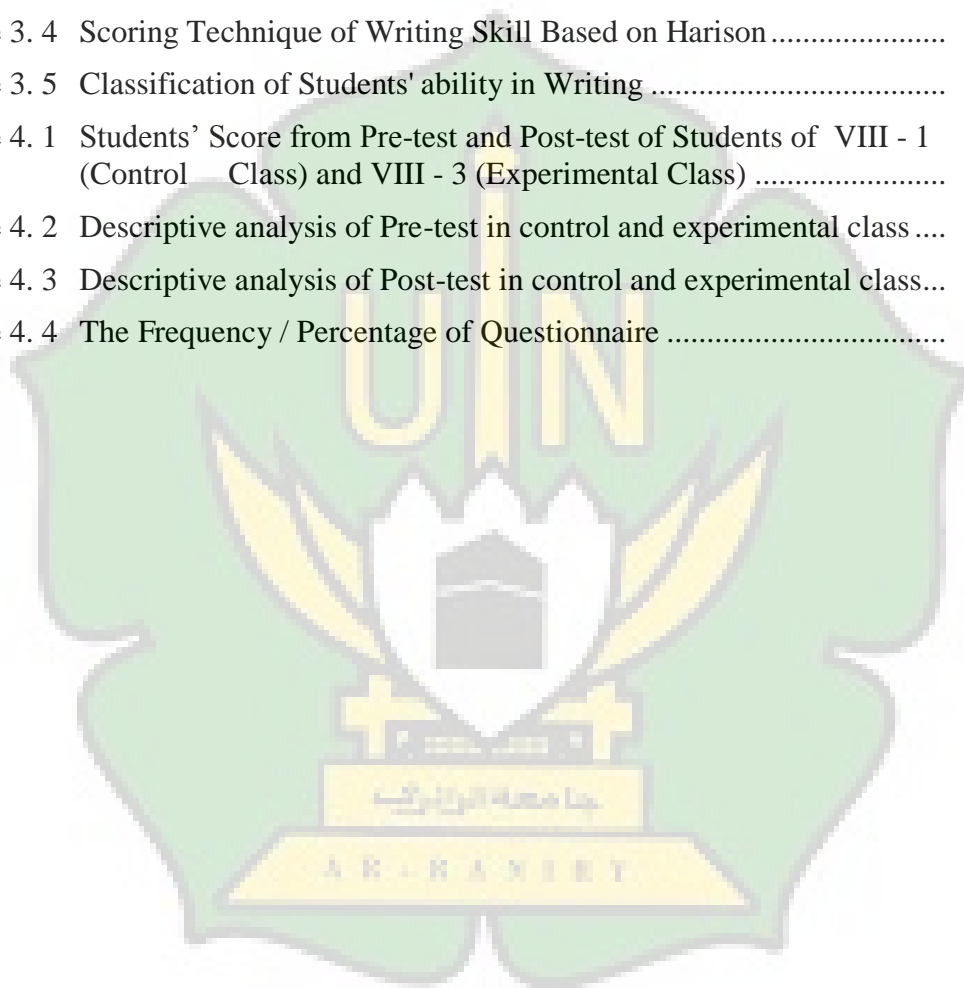 e 3. 4 Scoring Technique of Writing Skill Based on Harison......................
e 3. 5 Classification of Students' ability in Writing ...................................
e 4. 1 Students’ Score from Pre-test and Post-test of Students of VIII - 1
(Control Class) and VIII - 3 (Experimental Class) .......................
e 4. 2 Descriptive analysis of Pre-test in control and experimental class ....
e 4. 3 Descriptive analysis of Post-test in control and experimental class...
e 4. 4 The Frequency / Percentage of Questionnaire .................................
UIN
جامعة الرانيري
AR-RANIRY